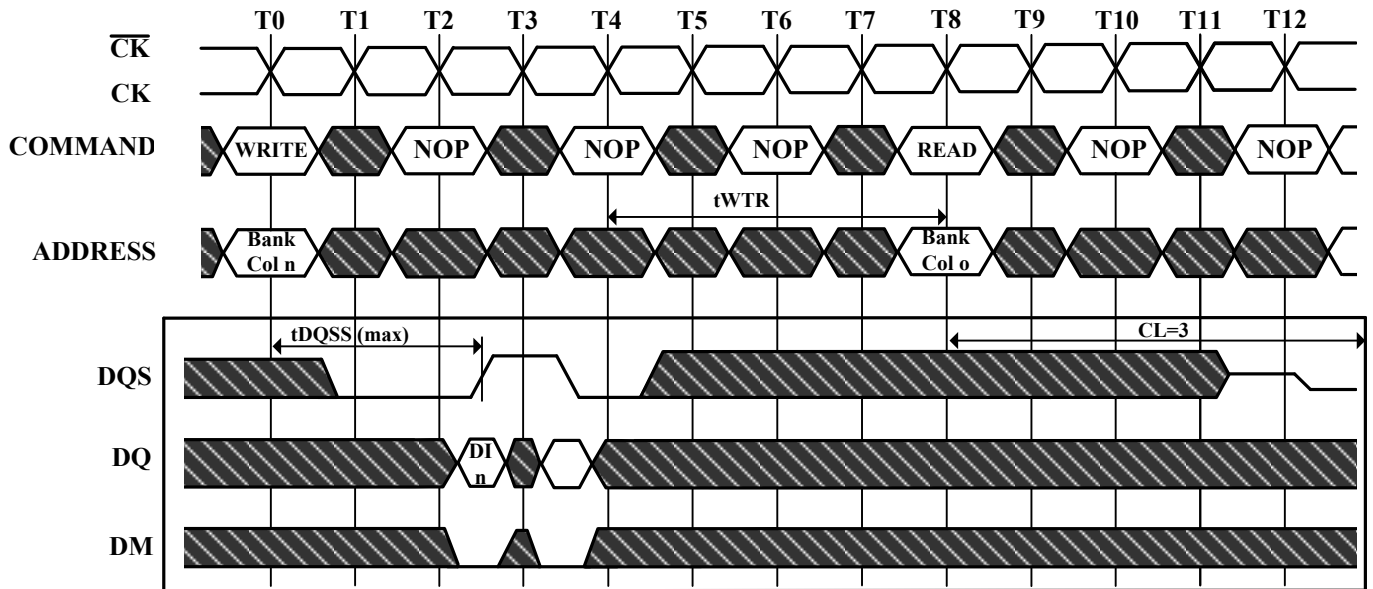 T0 T1 T2 T3 T4 T5 T6 T7 T8 T9 T10 T11 T12
CK
CK
COMMAND WRITE NOP NOP NOP READ NOP NOP
tWTR
ADDRESS Bank Col n Bank Col o
tDQSS (max) CL=3
DQS
DQ DI n
DM